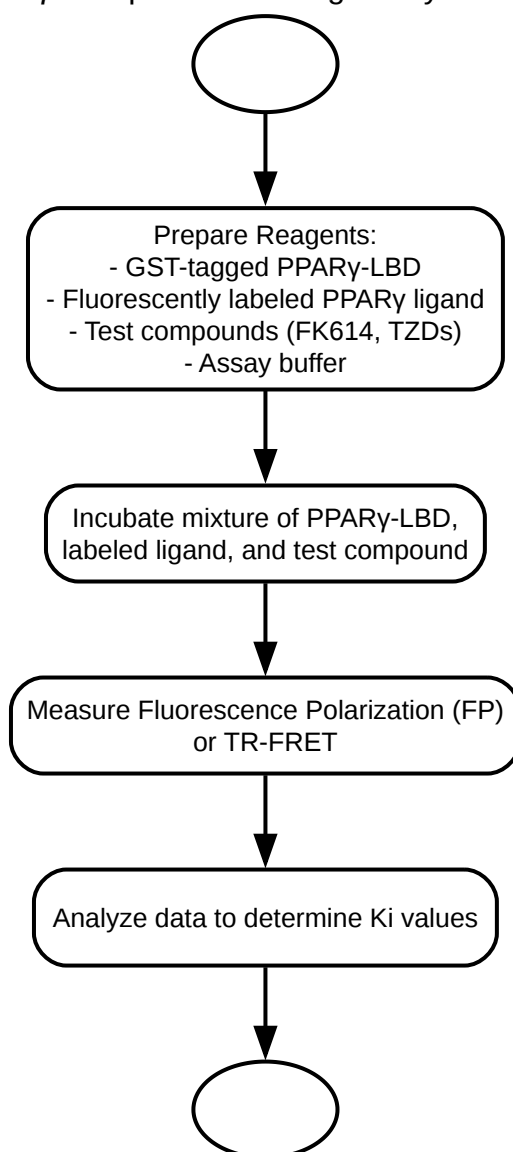 Prepare Reagents:
- GST-tagged PPARγ-LBD
- Fluorescently labeled PPARγ ligand
- Test compounds (FK614, TZDs)
- Assay buffer
Incubate mixture of PPARγ-LBD,
labeled ligand, and test compound
Measure Fluorescence Polarization (FP)
or TR-FRET
Analyze data to determine Ki values